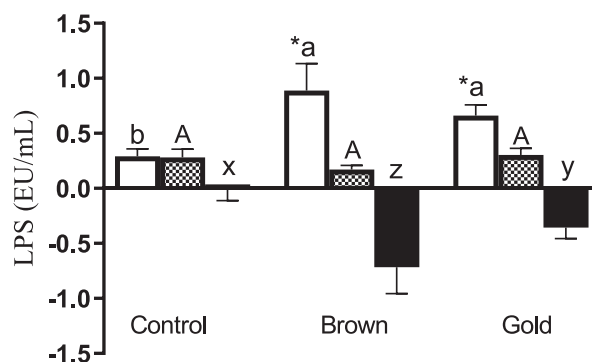 LPS (EU/mL)
1.5
1.0
0.5
0.0
-0.5
-1.0
-1.5
b A x
*a A z
*a A y
Control Brown Gold